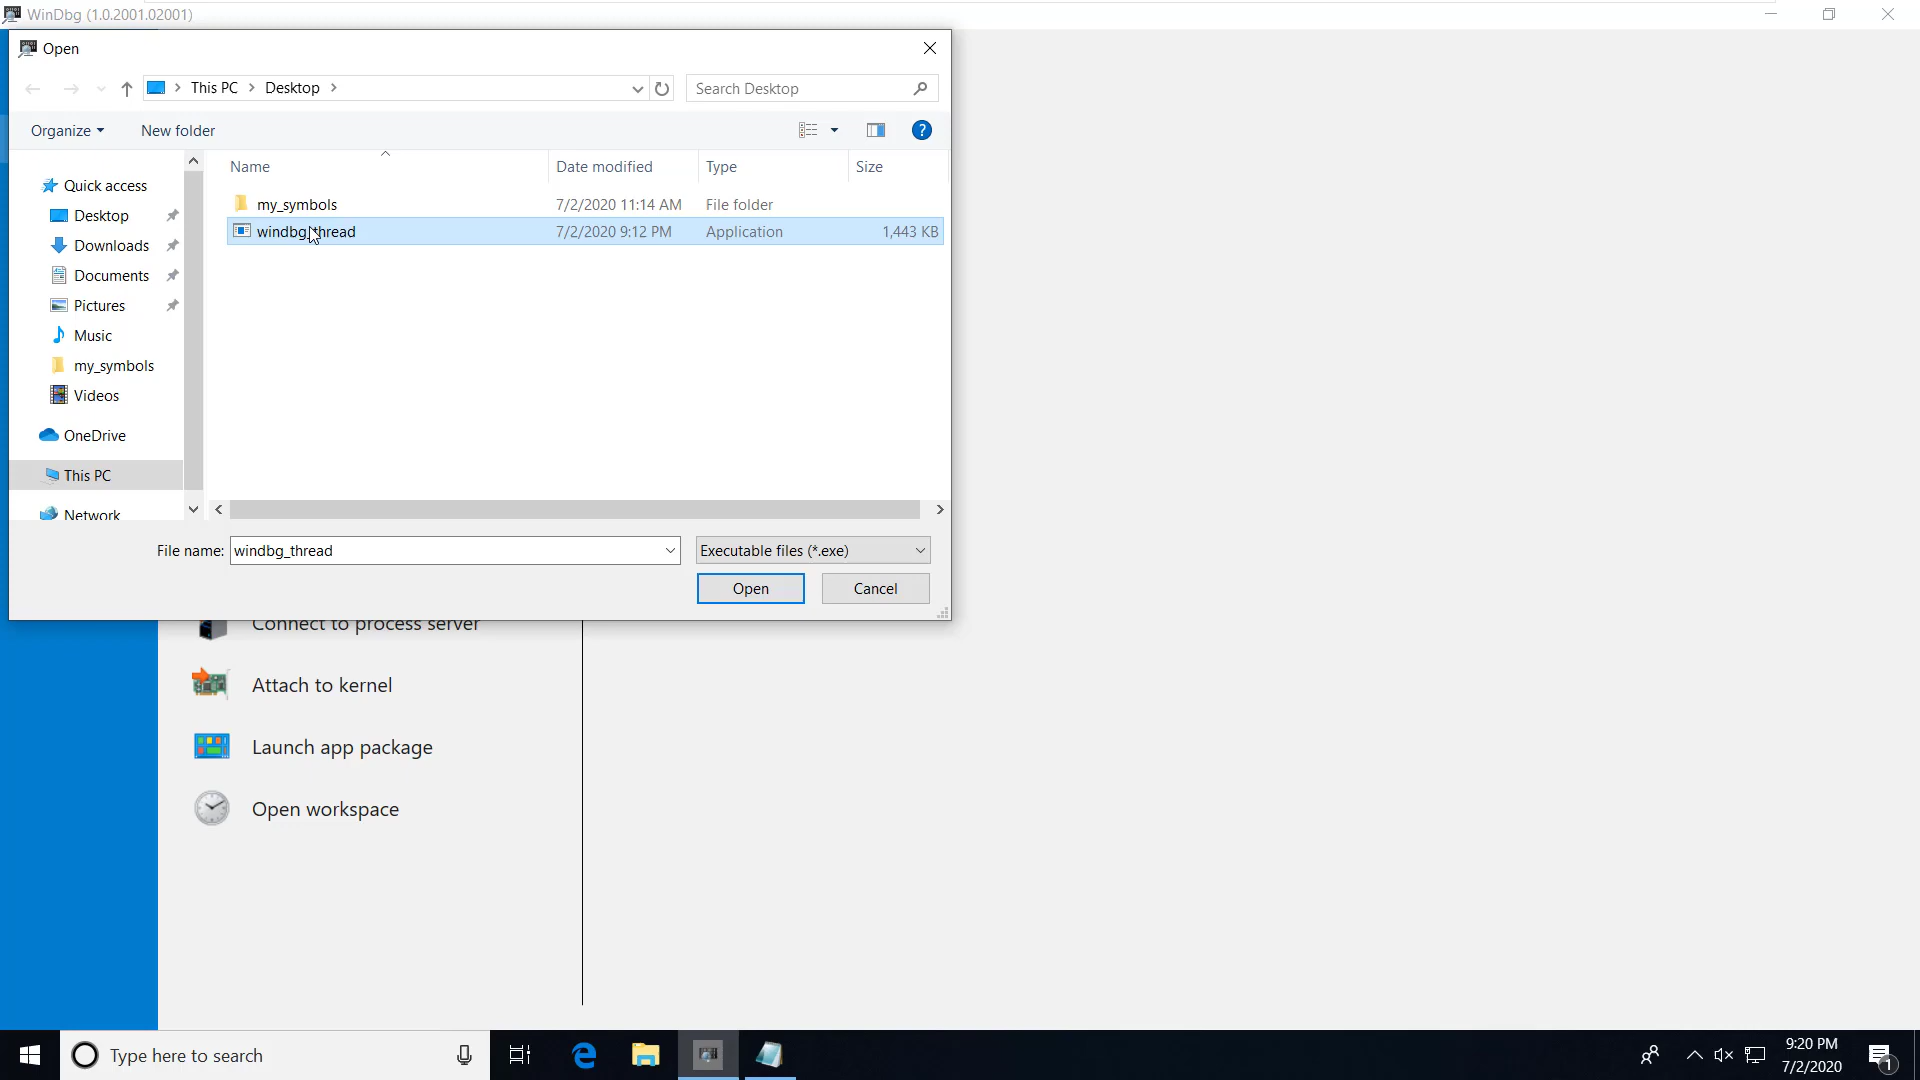 WinDbg (1.0.2001.02001)
Open
This PC
Desktop
Search Desktop
Organize
New folder
?
Name
Date modified
Type
Size
Quick access
Desktop
Downloads
Documents
Pictures
Music
my_symbols
Videos
OneDrive
This PC
Network
my_symbols
7/2/2020 11:14 AM
File folder
windbg_thread
7/2/2020 9:12 PM
Application
1,443 KB
File name:
windbg_thread
Executable files (*.exe)
Open
Cancel
Connect to process server
Attach to kernel
Launch app package
Open workspace
Type here to search
9:20 PM
7/2/2020
1